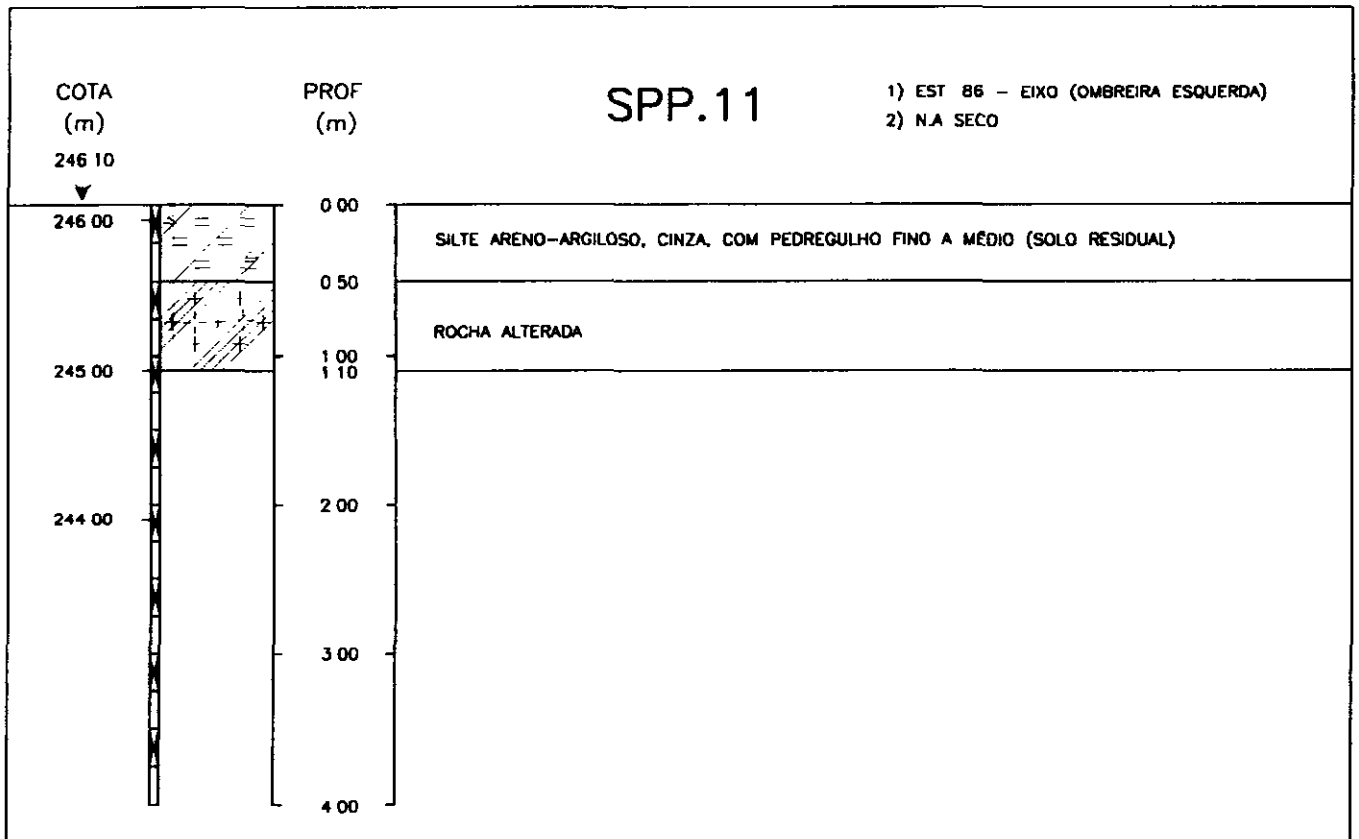 COTA
(m)
246 10
PROF
(m)
SPP.11
1) EST 86 – EIXO (OMBREIRA ESQUERDA)
2) N.A SECO
246 00
0 00
SILTE ARENO-ARGILOSO, CINZA, COM PEDREGULHO FINO A MÉDIO (SOLO RESIDUAL)
0 50
ROCHA ALTERADA
1 00
245 00
1 10
2 00
244 00
3 00
4 00